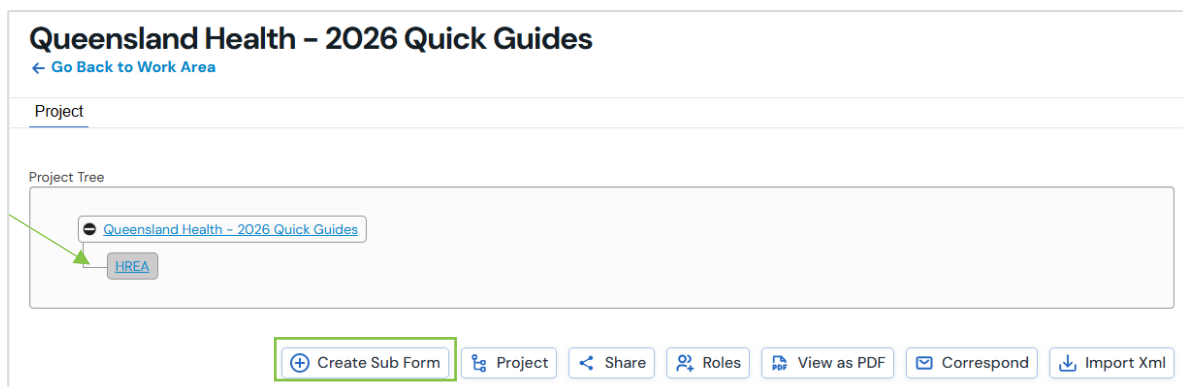 Queensland Health – 2026 Quick Guides
← Go Back to Work Area
Project
Project Tree
Queensland Health – 2026 Quick Guides
HREA
Create Sub Form Project Share Roles PDF View as PDF Correspond Import Xml